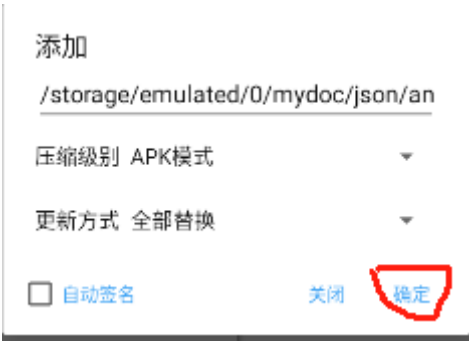 添加
/storage/emulated/0/mydoc/json/an
压缩级别 APK模式
更新方式 全部替换
自动签名 关闭 确定